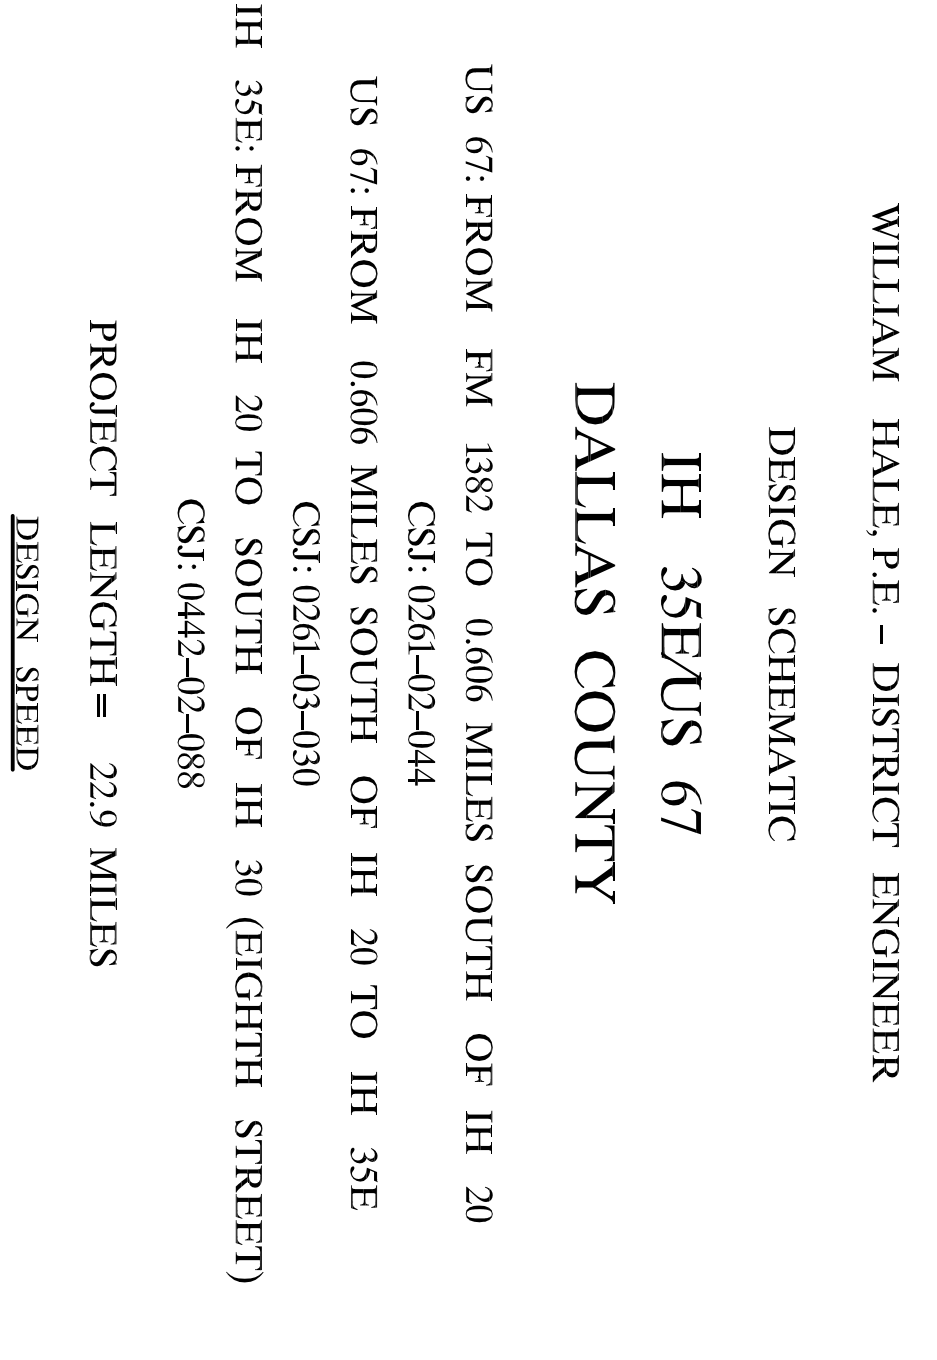 WILLIAM HALE, P.E. – DISTRICT ENGINEER
DESIGN SCHEMATIC
IH 35E/US 67
DALLAS COUNTY
US 67: FROM FM 1382 TO 0.606 MILES SOUTH OF IH 20
CSJ: 0261–02–044
US 67: FROM 0.606 MILES SOUTH OF IH 20 TO IH 35E
CSJ: 0261–03–030
IH 35E: FROM IH 20 TO SOUTH OF IH 30 (EIGHTH STREET)
CSJ: 0442–02–088
PROJECT LENGTH = 22.9 MILES
DESIGN SPEED